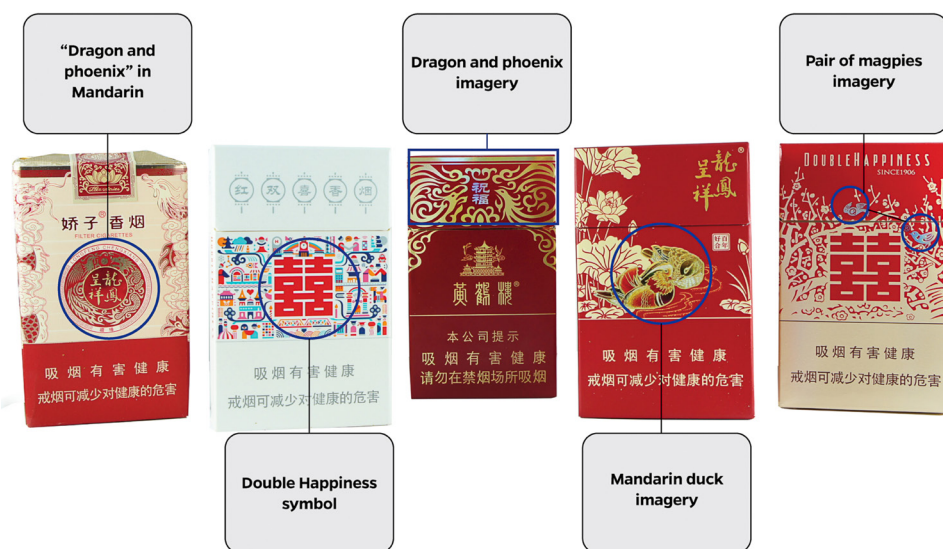 “Dragon and
phoenix” in
Mandarin
Dragon and phoenix
imagery
Pair of magpies
imagery
娇子®香烟
FILTER CIGARETTES
龍鳳
呈祥
吸烟有害健康
戒烟可减少对健康的危害
红双喜香烟
囍
吸烟有害健康
戒烟可减少对健康的危害
祝福
黃鶴樓®
本公司提示
吸烟有害健康
请勿在禁烟场所吸烟
龍鳳®
呈祥
百年
好合
吸烟有害健康
戒烟可减少对健康的危害
DOUBLEHAPPINESS
SINCE1906
囍
吸烟有害健康
戒烟可减少对健康的危害
Double Happiness
symbol
Mandarin duck
imagery